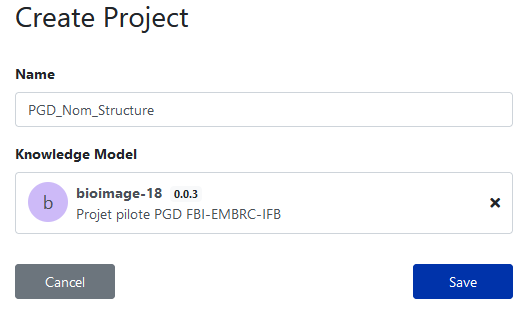 Create Project
Name
PGD_Nom_Structure
Knowledge Model
b
bioimage-18 0.0.3
Projet pilote PGD FBI-EMBRC-IFB
Cancel
Save